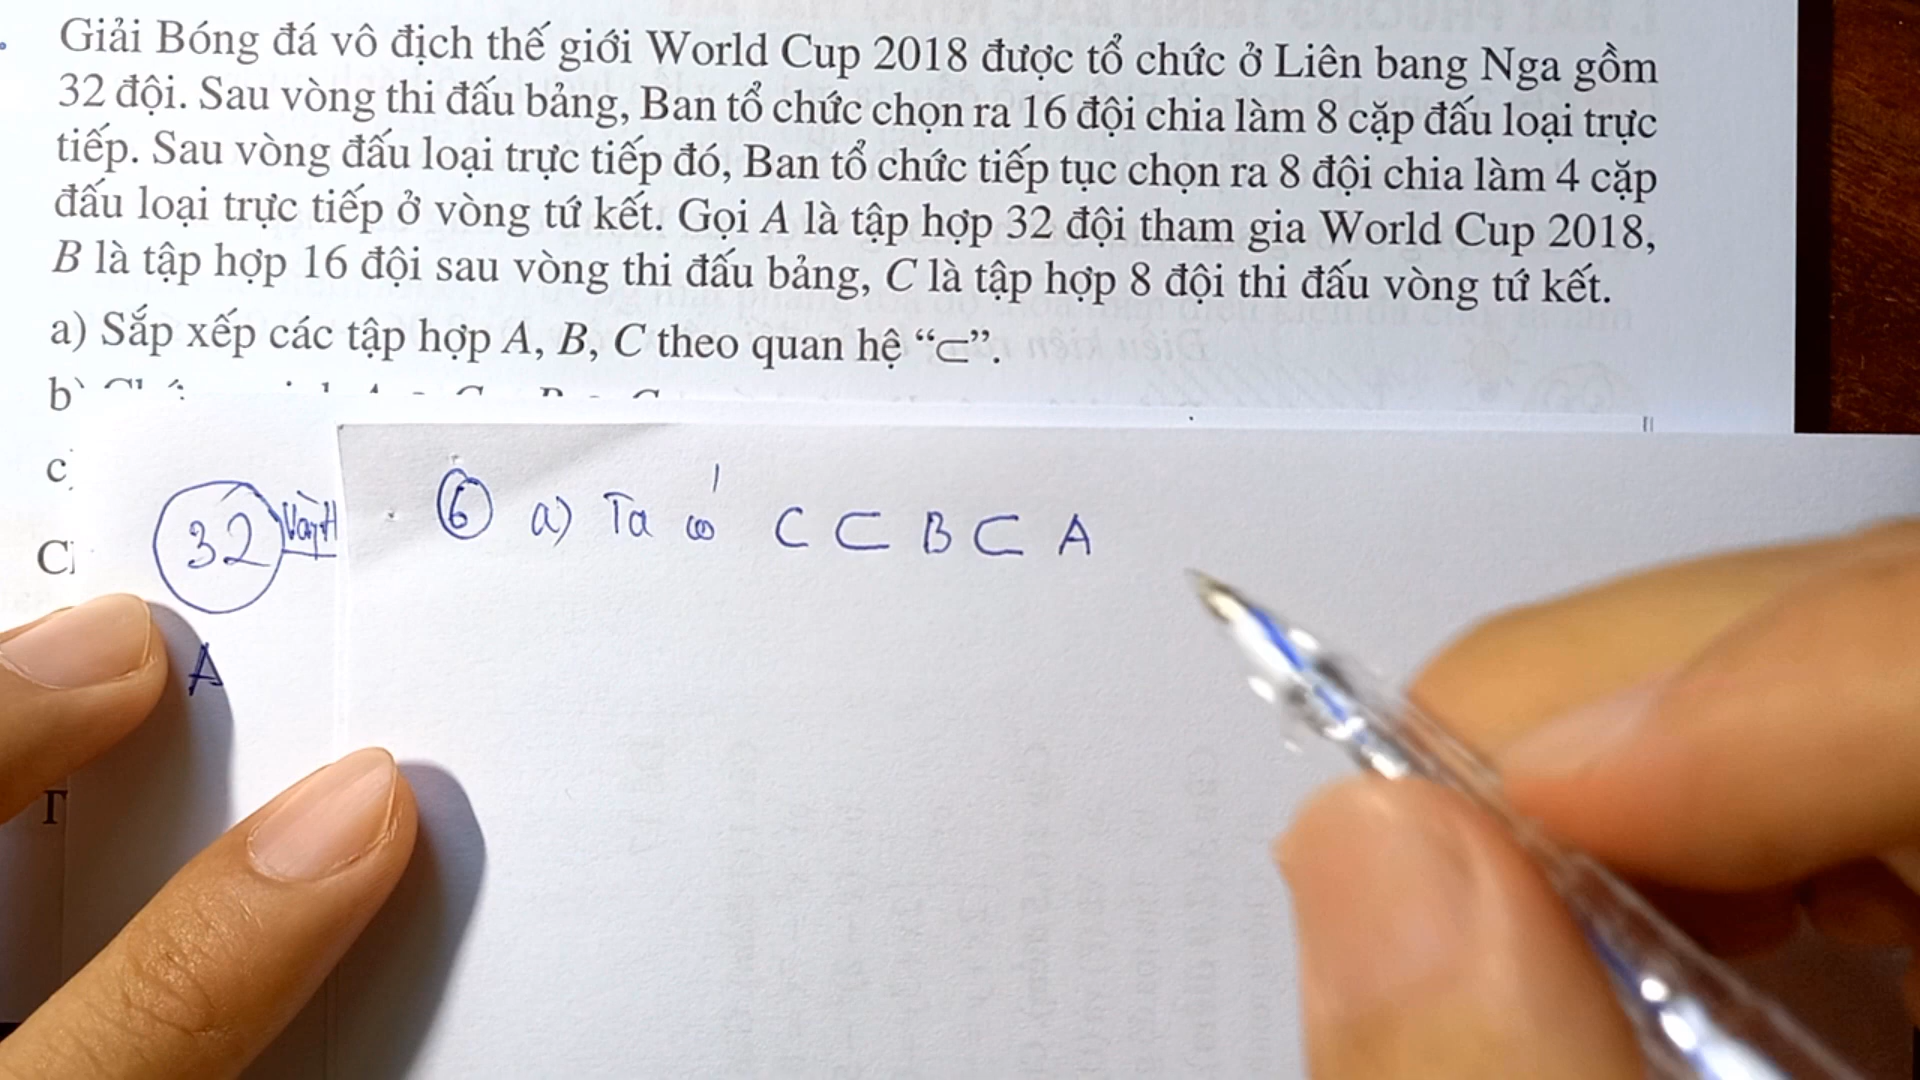 Giải Bóng đá vô địch thế giới World Cup 2018 được tổ chức ở Liên bang Nga gồm
32 đội. Sau vòng thi đấu bảng, Ban tổ chức chọn ra 16 đội chia làm 8 cặp đấu loại trực
tiếp. Sau vòng đấu loại trực tiếp đó, Ban tổ chức tiếp tục chọn ra 8 đội chia làm 4 cặp
đấu loại trực tiếp ở vòng tứ kết. Gọi A là tập hợp 32 đội tham gia World Cup 2018,
B là tập hợp 16 đội sau vòng thi đấu bảng, C là tập hợp 8 đội thi đấu vòng tứ kết.
a) Sắp xếp các tập hợp A, B, C theo quan hệ “⊂”.
b)
c)
32
A
6 a) Ta có C ⊂ B ⊂ A